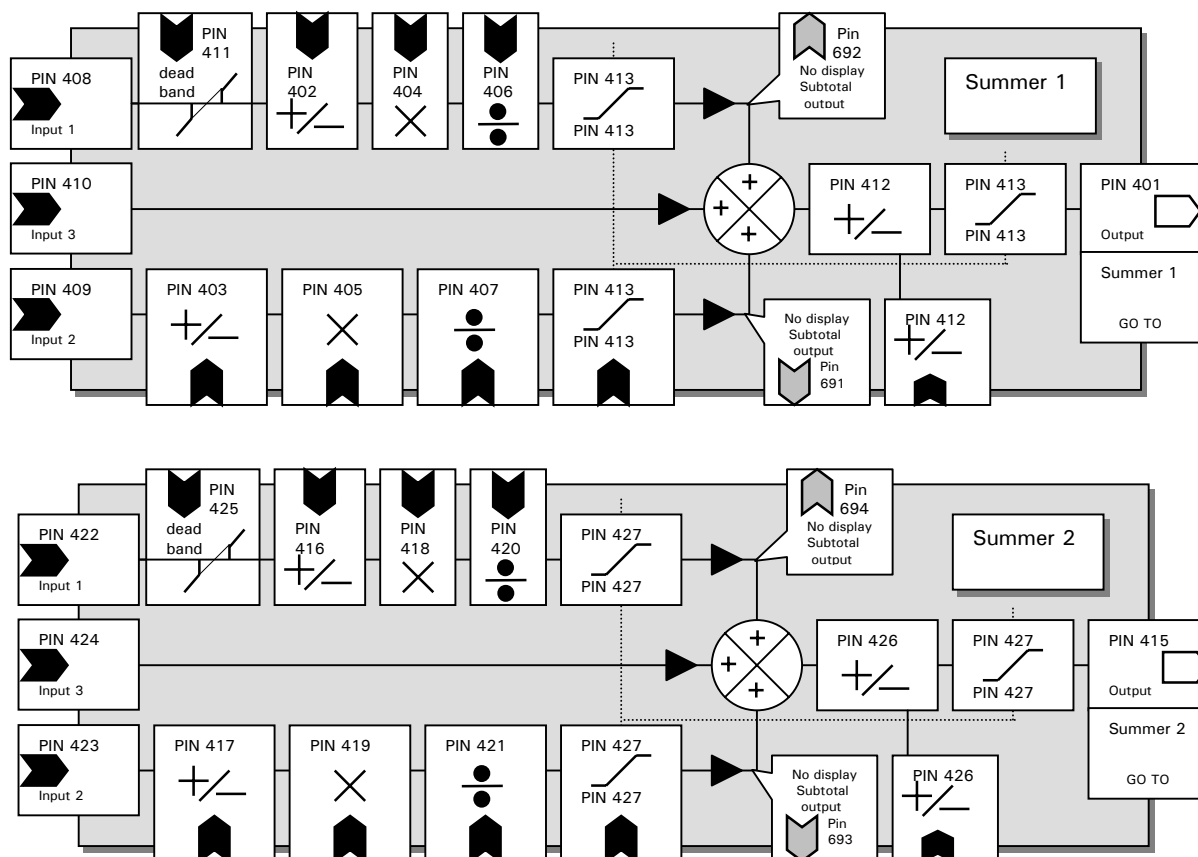 PIN 408
Input 1
PIN
411
dead
band
PIN
402
PIN
404
PIN
406
PIN 413
PIN 413
Pin
692
No display
Subtotal
output
Summer 1
PIN 410
Input 3
+
+
+
PIN 412
PIN 413
PIN 413
PIN 401
Output
Summer 1
GO TO
PIN 409
Input 2
PIN 403
PIN 405
PIN 407
PIN 413
PIN 413
No display
Subtotal
output
Pin
691
PIN 412
PIN 422
Input 1
PIN
425
dead
band
PIN
416
PIN
418
PIN
420
PIN 427
PIN 427
Pin
694
No display
Subtotal
output
Summer 2
PIN 424
Input 3
+
+
+
PIN 426
PIN 427
PIN 427
PIN 415
Output
Summer 2
GO TO
PIN 423
Input 2
PIN 417
PIN 419
PIN 421
PIN 427
PIN 427
No display
Subtotal
output
Pin
693
PIN 426